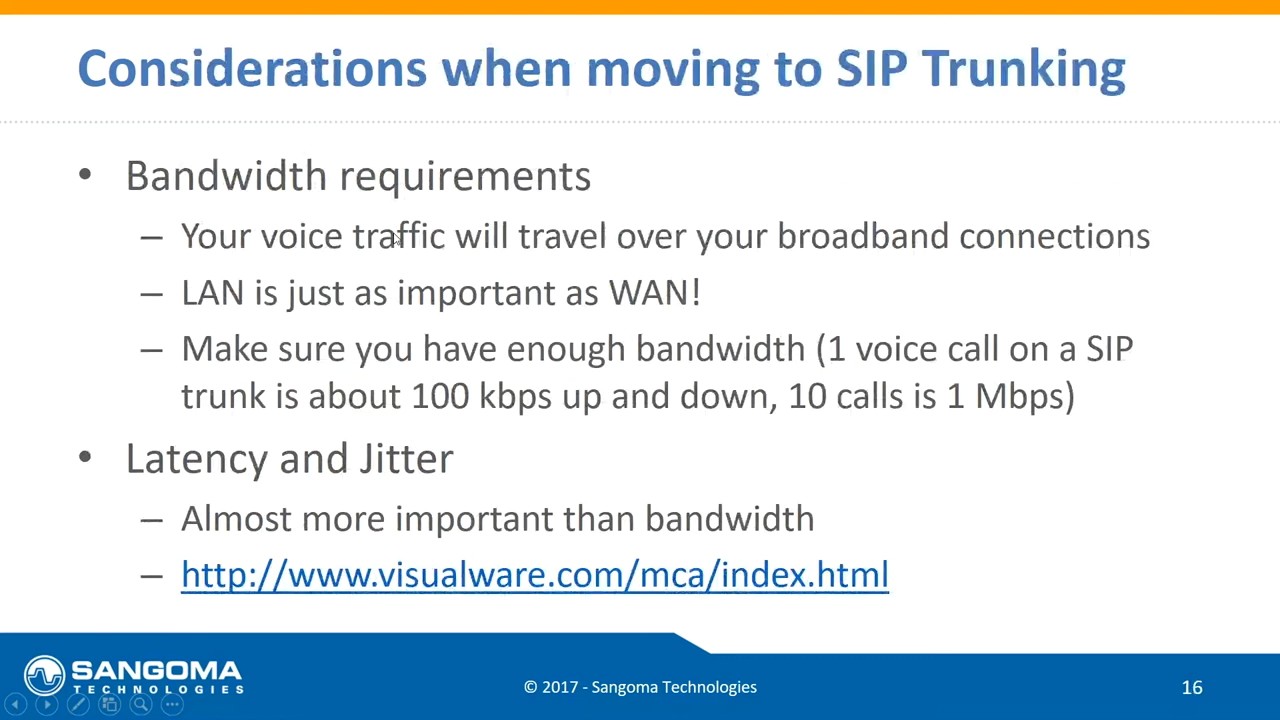 Considerations when moving to SIP Trunking
• Bandwidth requirements
– Your voice traffic will travel over your broadband connections
– LAN is just as important as WAN!
– Make sure you have enough bandwidth (1 voice call on a SIP
trunk is about 100 kbps up and down, 10 calls is 1 Mbps)
• Latency and Jitter
– Almost more important than bandwidth
– http://www.visualware.com/mca/index.html
SANGOMA
TECHNOLOGIES
© 2017 - Sangoma Technologies
16